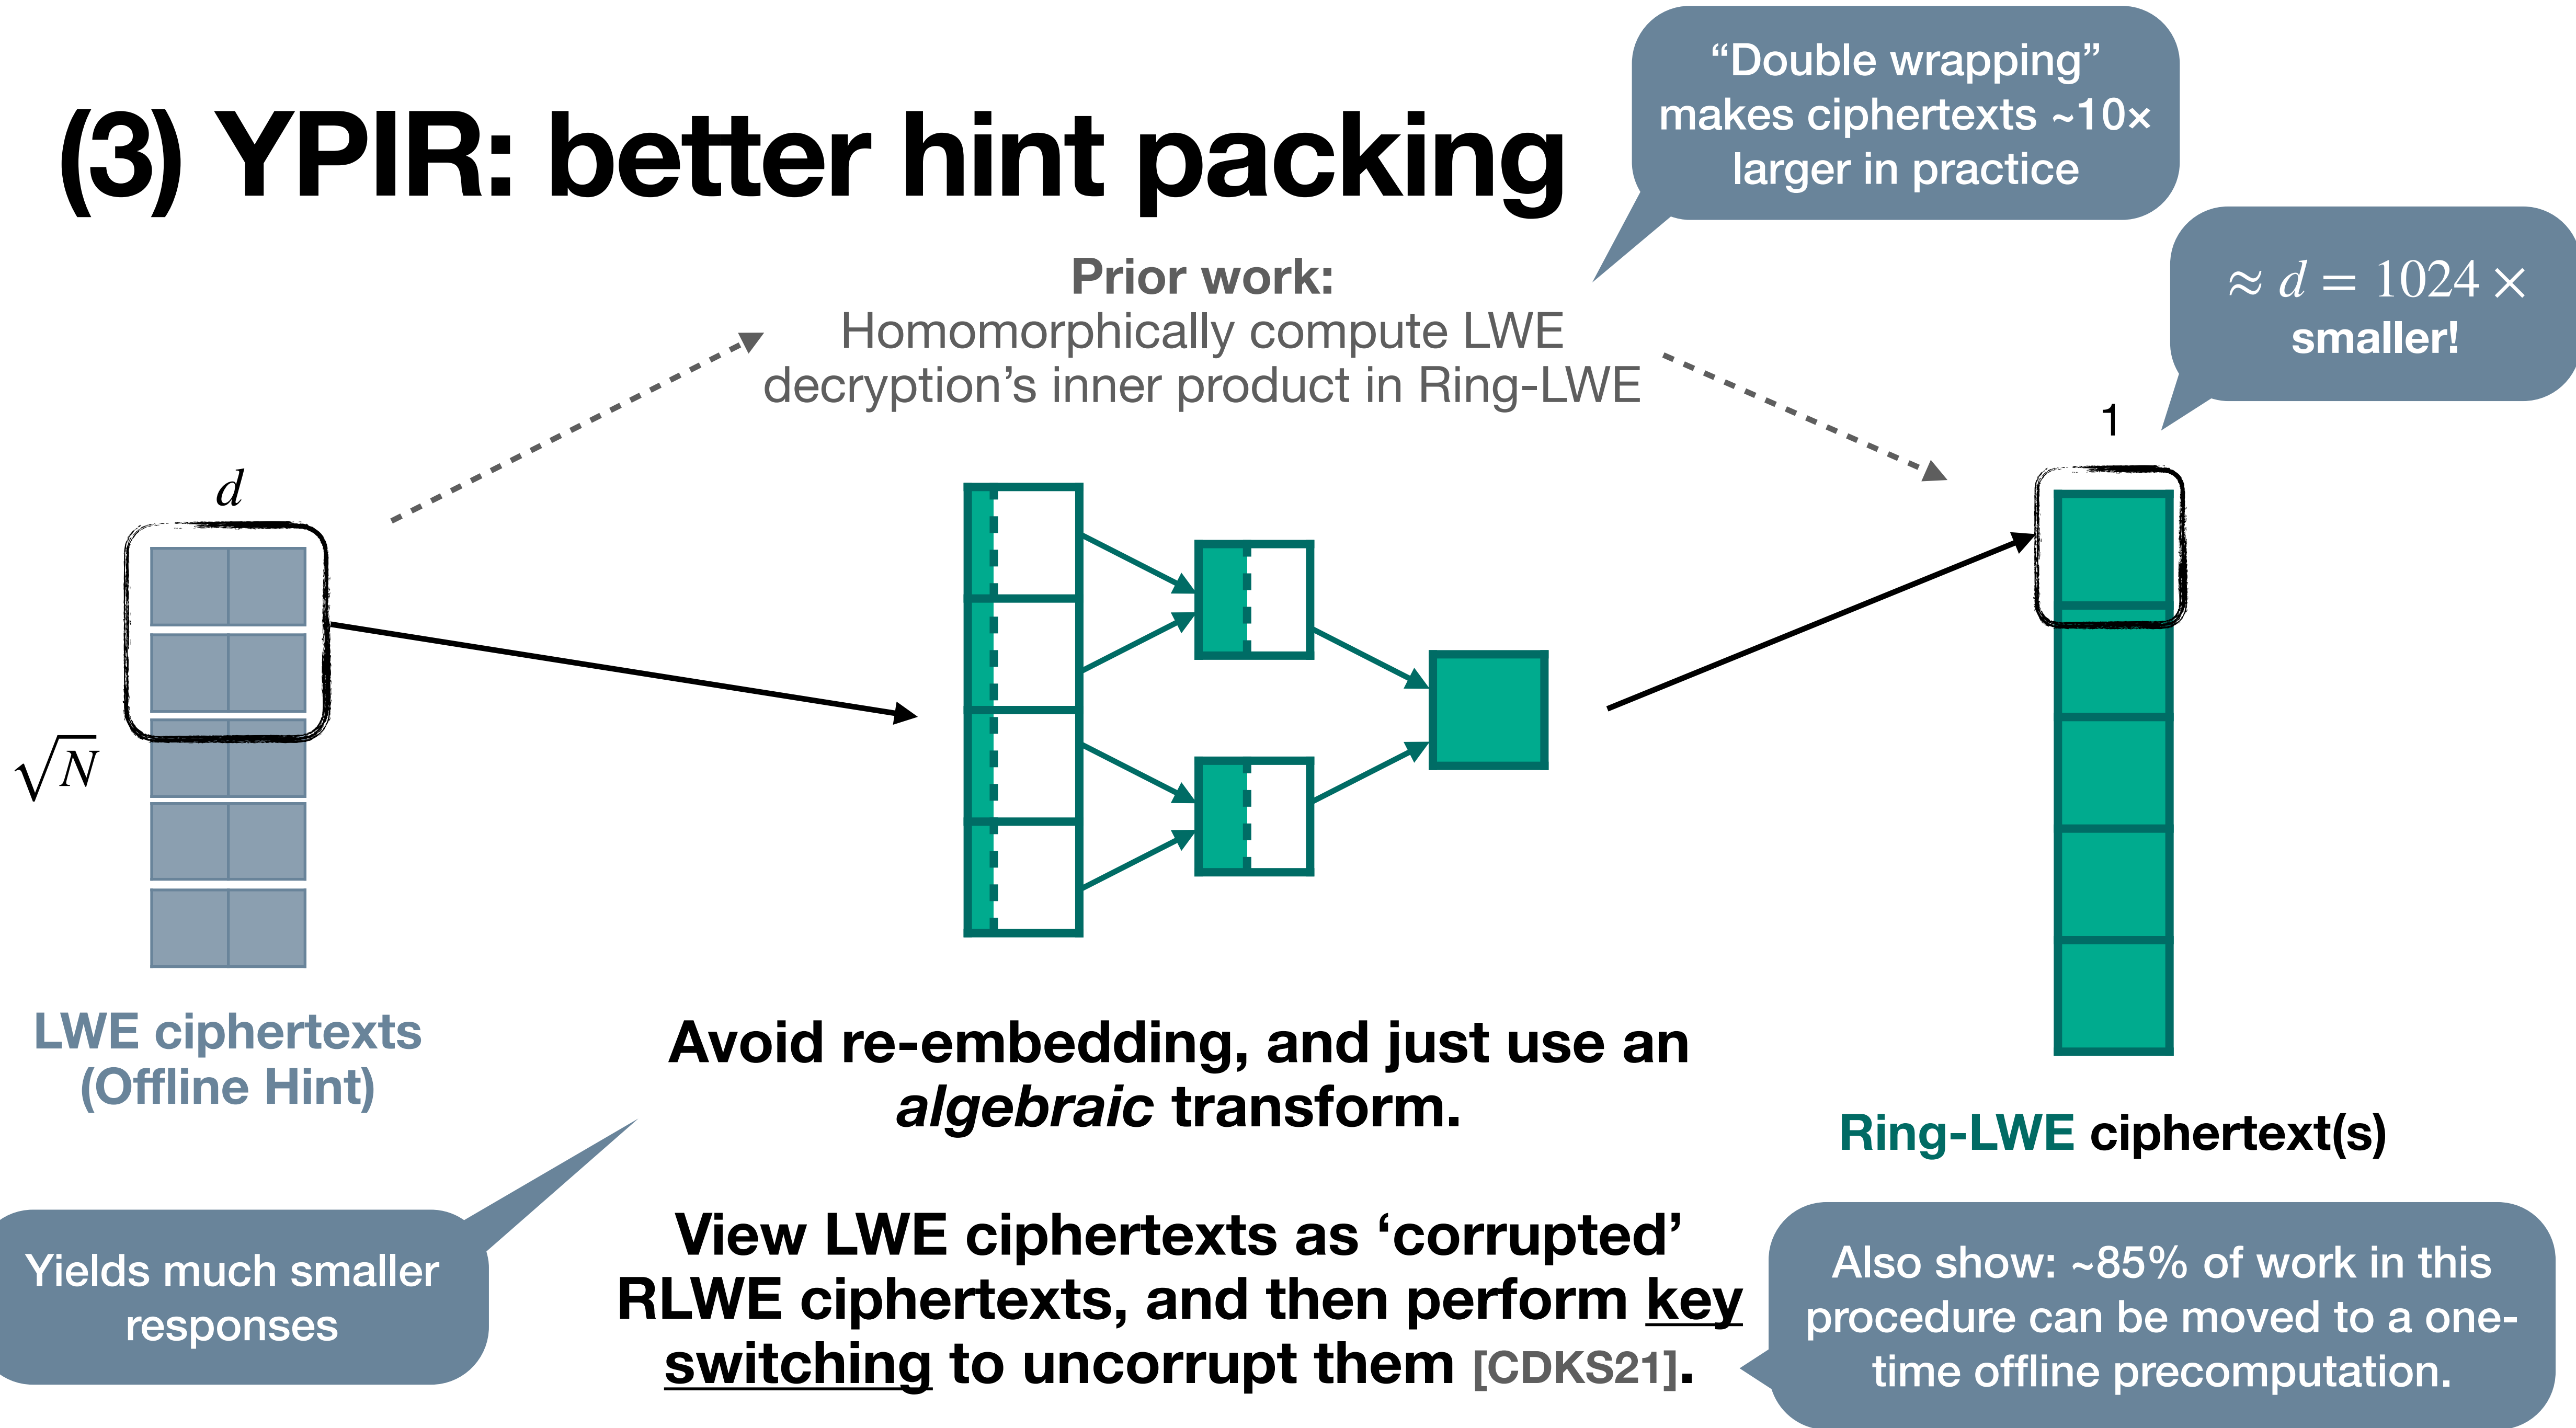 (3) YPIR: better hint packing
“Double wrapping”
makes ciphertexts ~10×
larger in practice
Prior work:
Homomorphically compute LWE
decryption’s inner product in Ring-LWE
≈ d = 1024 ×
smaller!
1
d
√N
LWE ciphertexts
(Offline Hint)
Avoid re-embedding, and just use an
algebraic transform.
Ring-LWE ciphertext(s)
Yields much smaller
responses
View LWE ciphertexts as ‘corrupted’
RLWE ciphertexts, and then perform key
switching to uncorrupt them [CDKS21].
Also show: ~85% of work in this
procedure can be moved to a one-
time offline precomputation.